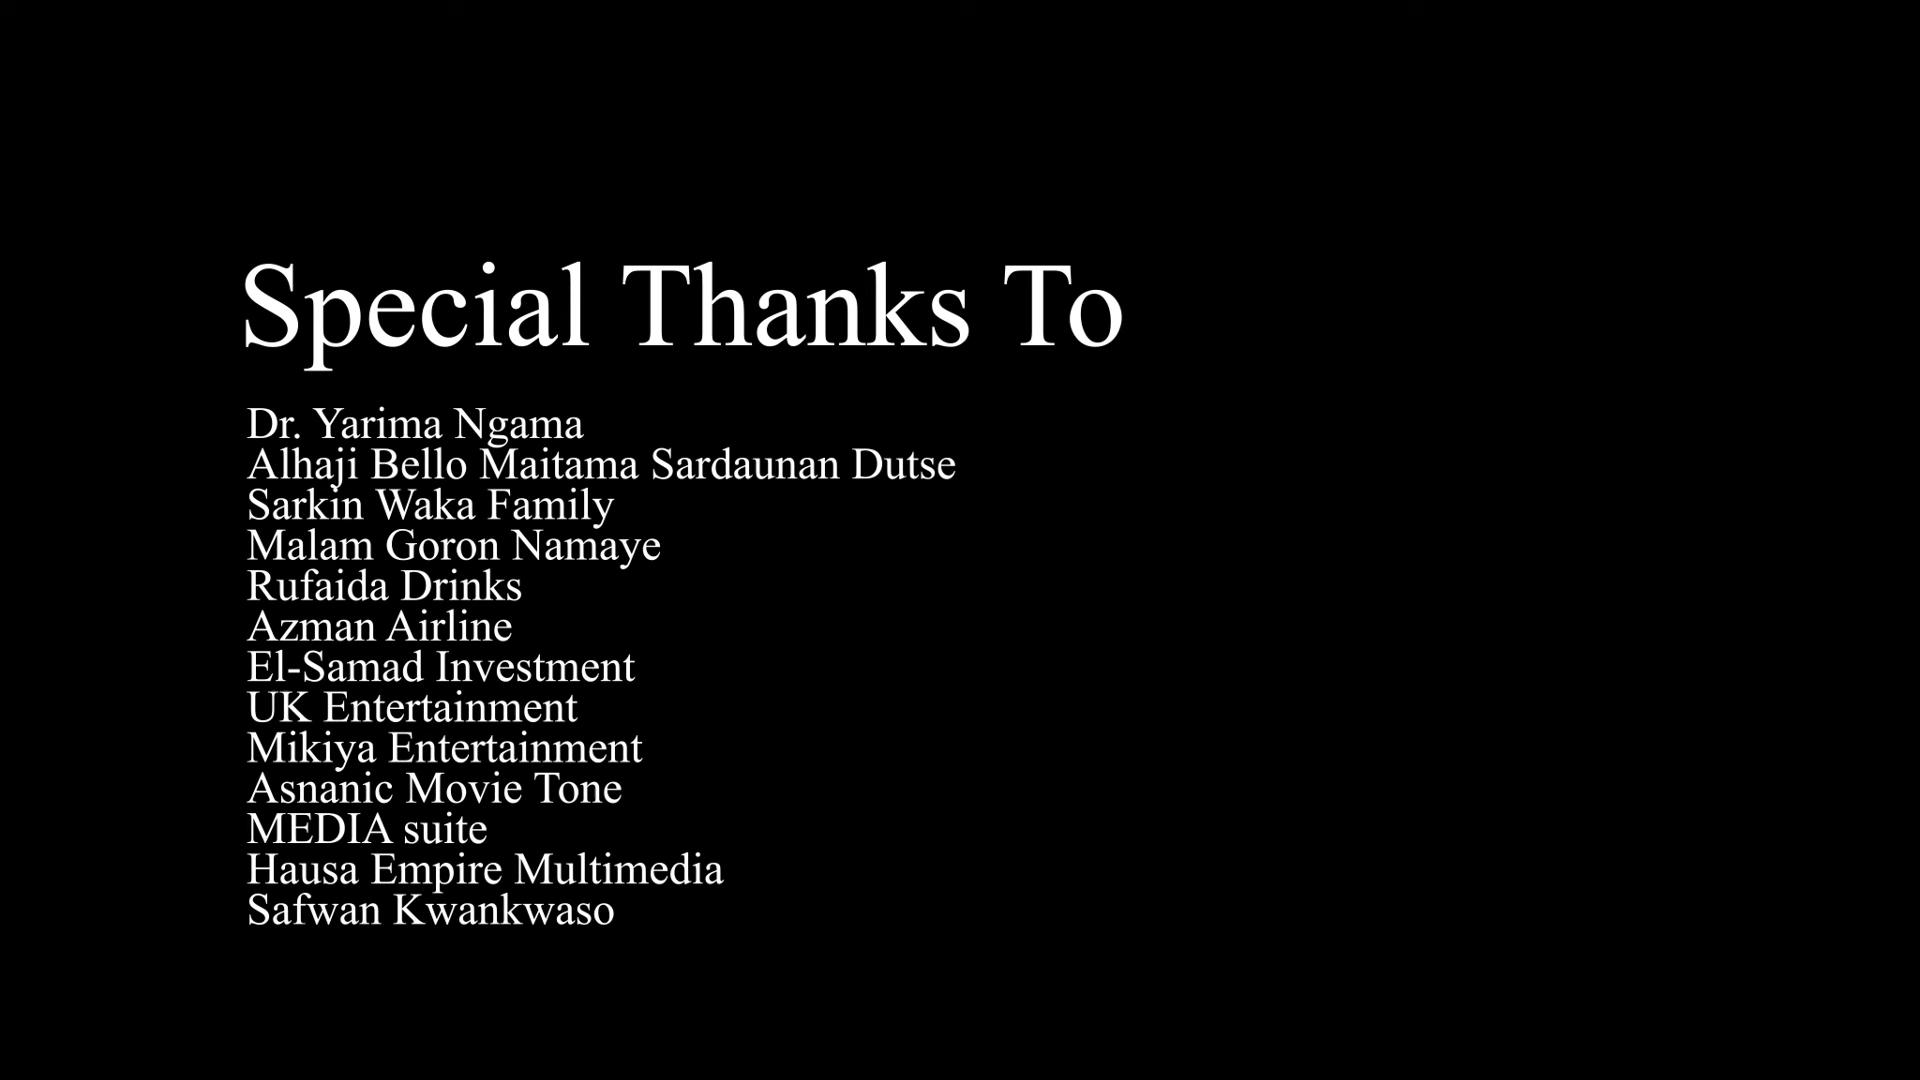 Special Thanks To
Dr. Yarima Ngama
Alhaji Bello Maitama Sardaunan Dutse
Sarkin Waka Family
Malam Goron Namaye
Rufaida Drinks
Azman Airline
El-Samad Investment
UK Entertainment
Mikiya Entertainment
Asnanic Movie Tone
MEDIA suite
Hausa Empire Multimedia
Safwan Kwankwaso